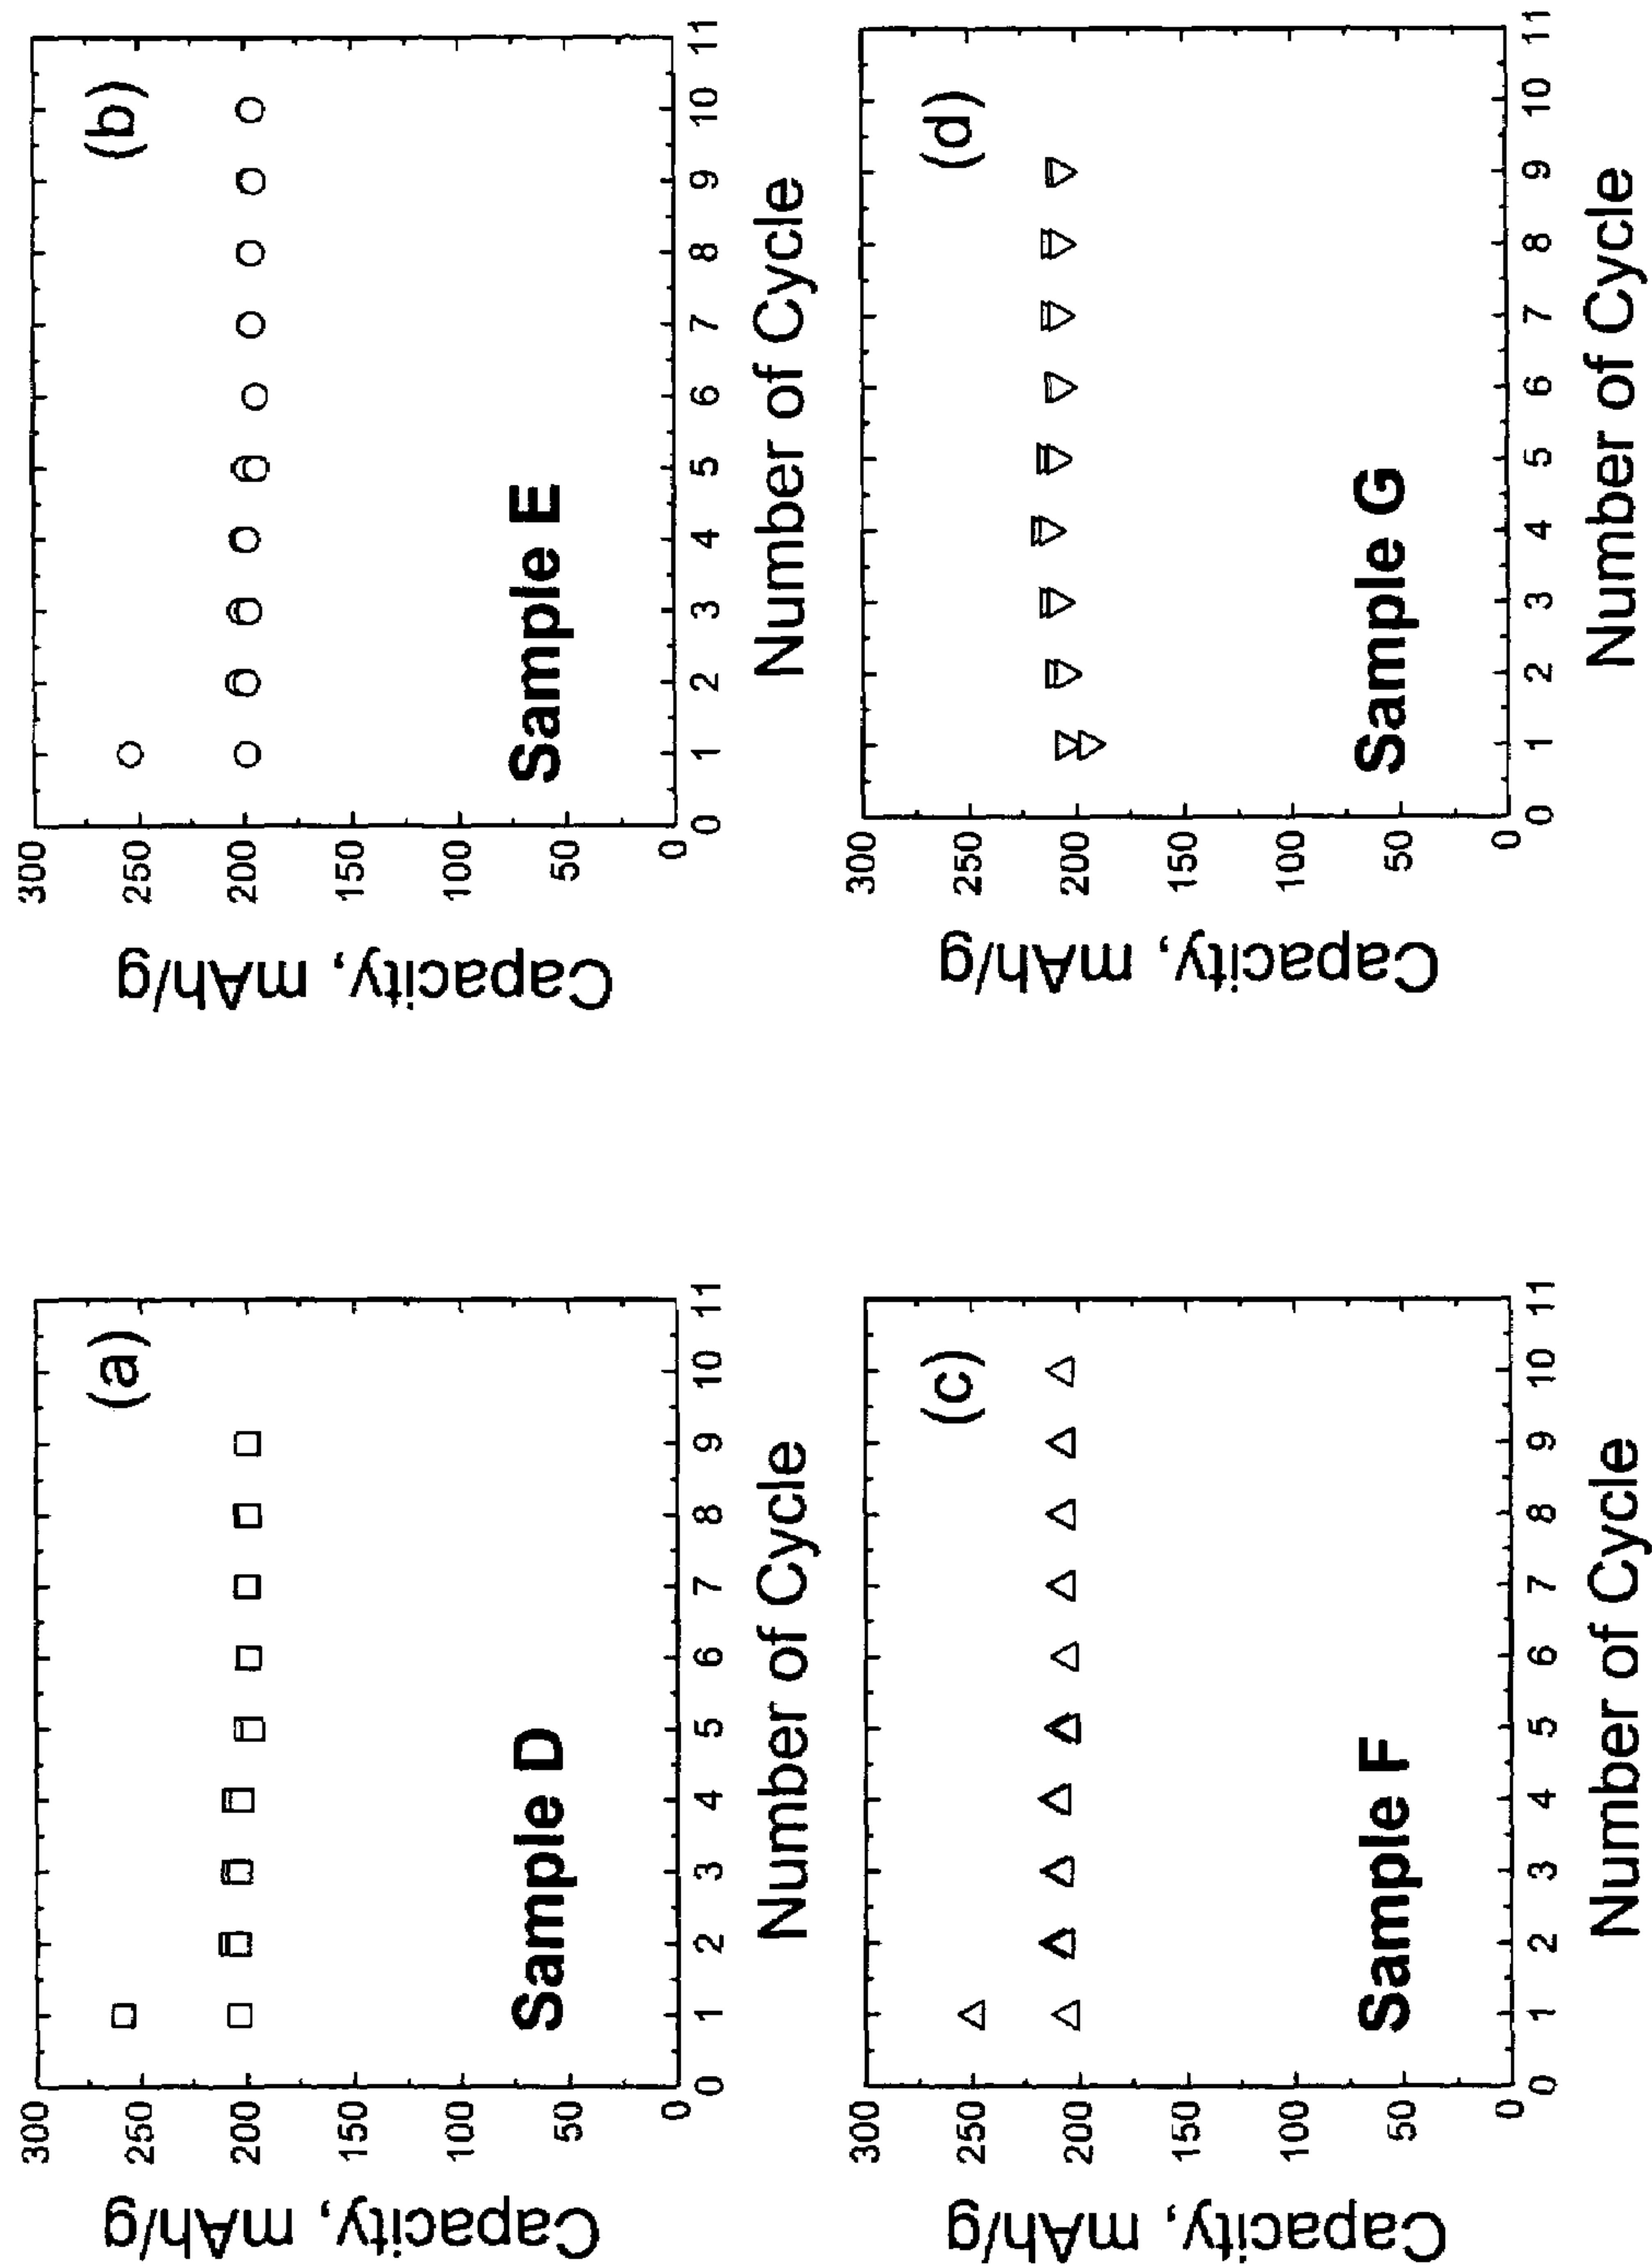 (a)
Capacity, mAh/g
300
250
200
150
100
50
0
Sample D
0 1 2 3 4 5 6 7 8 9 10 11
Number of Cycle
(b)
Capacity, mAh/g
300
250
200
150
100
50
0
Sample E
0 1 2 3 4 5 6 7 8 9 10 11
Number of Cycle
(c)
Capacity, mAh/g
300
250
200
150
100
50
0
Sample F
0 1 2 3 4 5 6 7 8 9 10 11
Number of Cycle
(d)
Capacity, mAh/g
300
250
200
150
100
50
0
Sample G
0 1 2 3 4 5 6 7 8 9 10 11
Number of Cycle